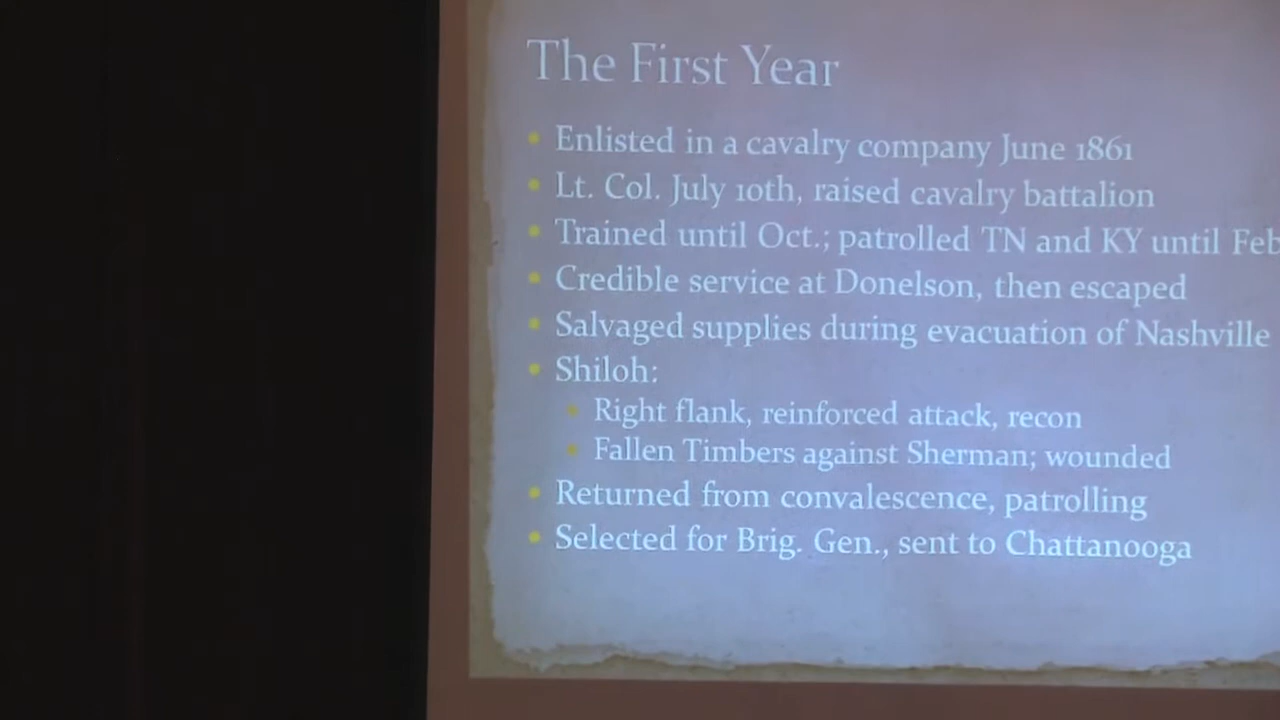 The First Year
Enlisted in a cavalry company June 1861
Lt. Col. July 10th, raised cavalry battalion
Trained until Oct.; patrolled TN and KY until Feb
Credible service at Donelson, then escaped
Salvaged supplies during evacuation of Nashville
Shiloh:
Right flank, reinforced attack, recon
Fallen Timbers against Sherman; wounded
Returned from convalescence, patrolling
Selected for Brig. Gen., sent to Chattanooga